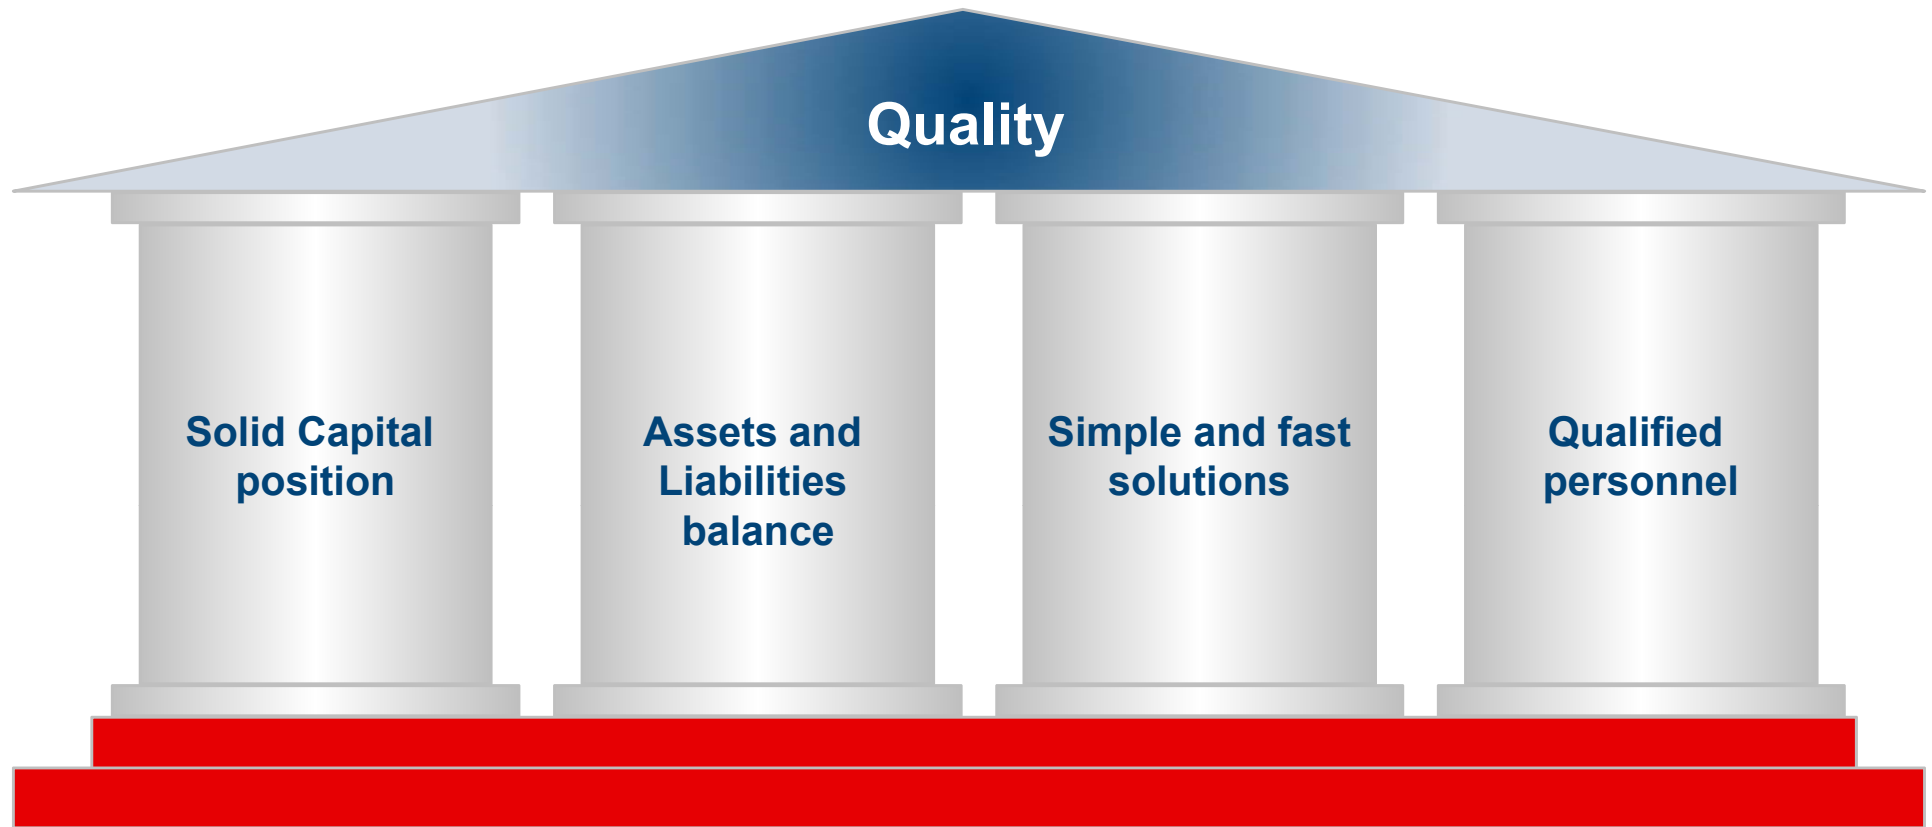 Quality
Solid Capital
position
Assets and
Liabilities
balance
Simple and fast
solutions
Qualified
personnel